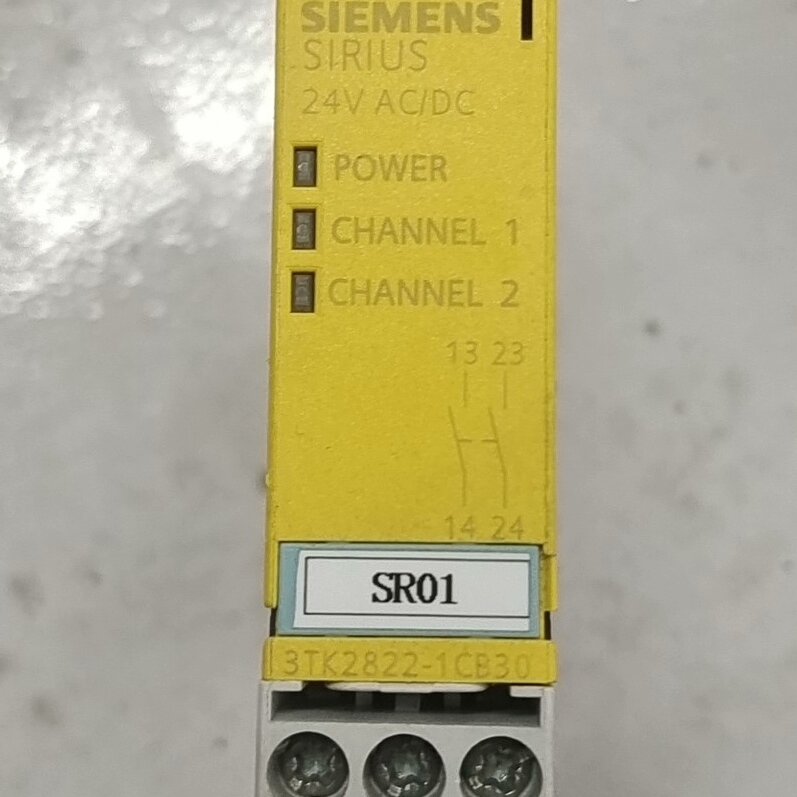 SIEMENS
SIRIUS
24V AC/DC
POWER
CHANNEL 1
CHANNEL 2
13 23
14 24
SR01
3TK2822-1CB30